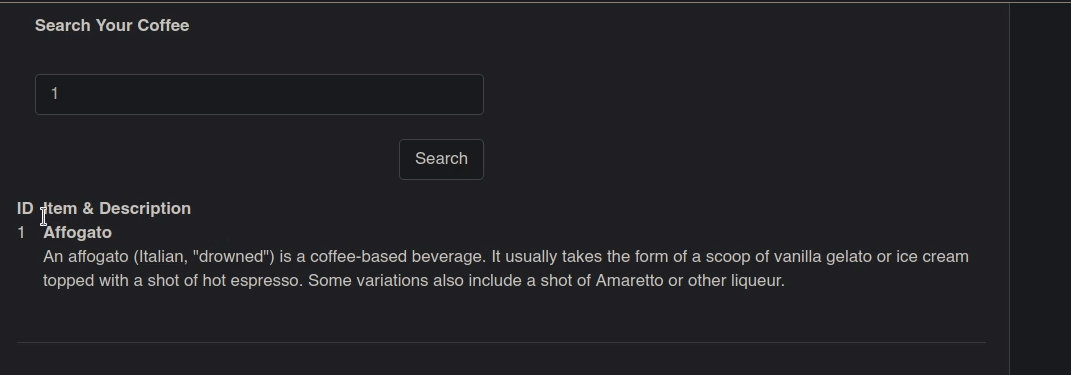 Search Your Coffee
1
Search
ID Item & Description
1 Affogato
An affogato (Italian, "drowned") is a coffee-based beverage. It usually takes the form of a scoop of vanilla gelato or ice cream
topped with a shot of hot espresso. Some variations also include a shot of Amaretto or other liqueur.